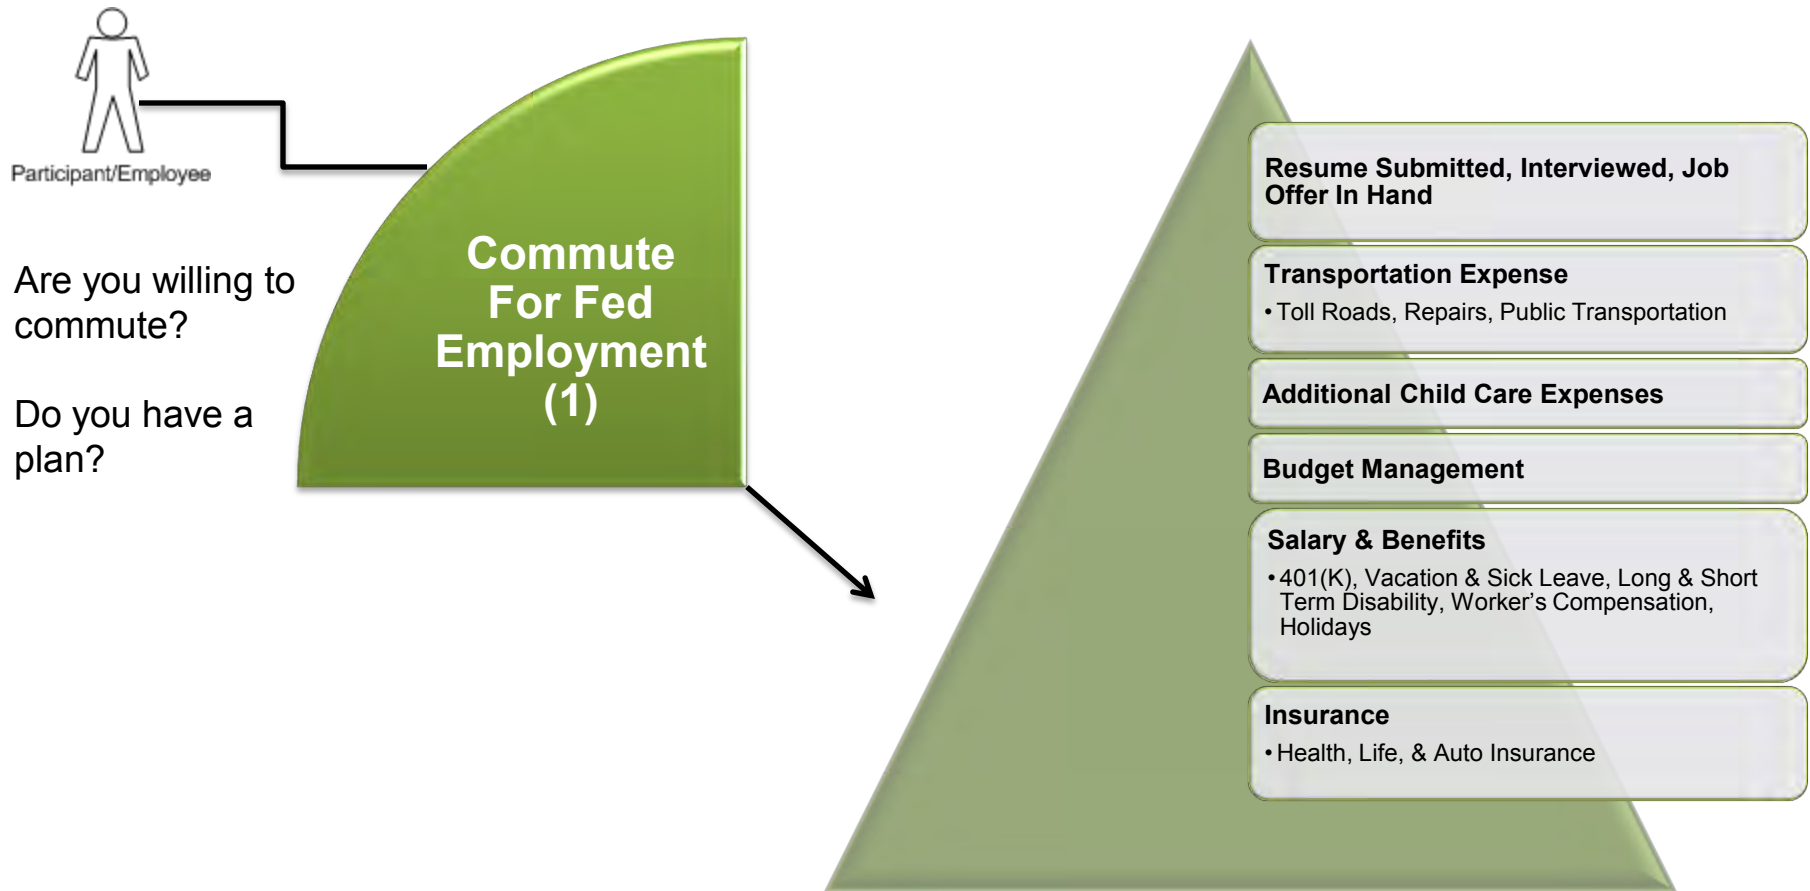 Participant/Employee
Are you willing to
commute?
Do you have a
plan?
Commute
For Fed
Employment
(1)
Resume Submitted, Interviewed, Job
Offer In Hand
Transportation Expense
• Toll Roads, Repairs, Public Transportation
Additional Child Care Expenses
Budget Management
Salary & Benefits
• 401(K), Vacation & Sick Leave, Long & Short
Term Disability, Worker’s Compensation,
Holidays
Insurance
• Health, Life, & Auto Insurance